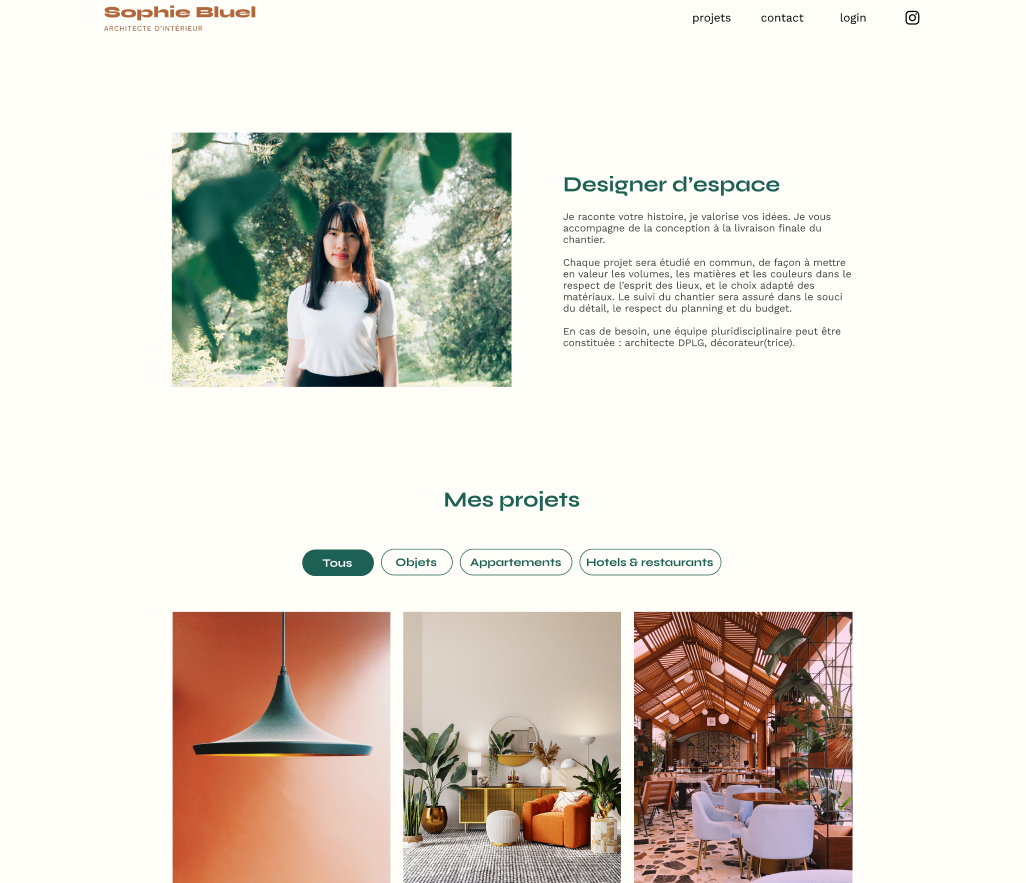 Sophie Bluel
ARCHITECTE D'INTÉRIEUR
projets contact login
Designer d’espace
Je raconte votre histoire, je valorise vos idées. Je vous
accompagne de la conception à la livraison finale du
chantier.
Chaque projet sera étudié en commun, de façon à mettre
en valeur les volumes, les matières et les couleurs dans le
respect de l’esprit des lieux, et le choix adapté des
matériaux. Le suivi du chantier sera assuré dans le souci
du détail, le respect du planning et du budget.
En cas de besoin, une équipe pluridisciplinaire peut être
constituée : architecte DPLG, décorateur(trice).
Mes projets
Tous Objets Appartements Hotels & restaurants